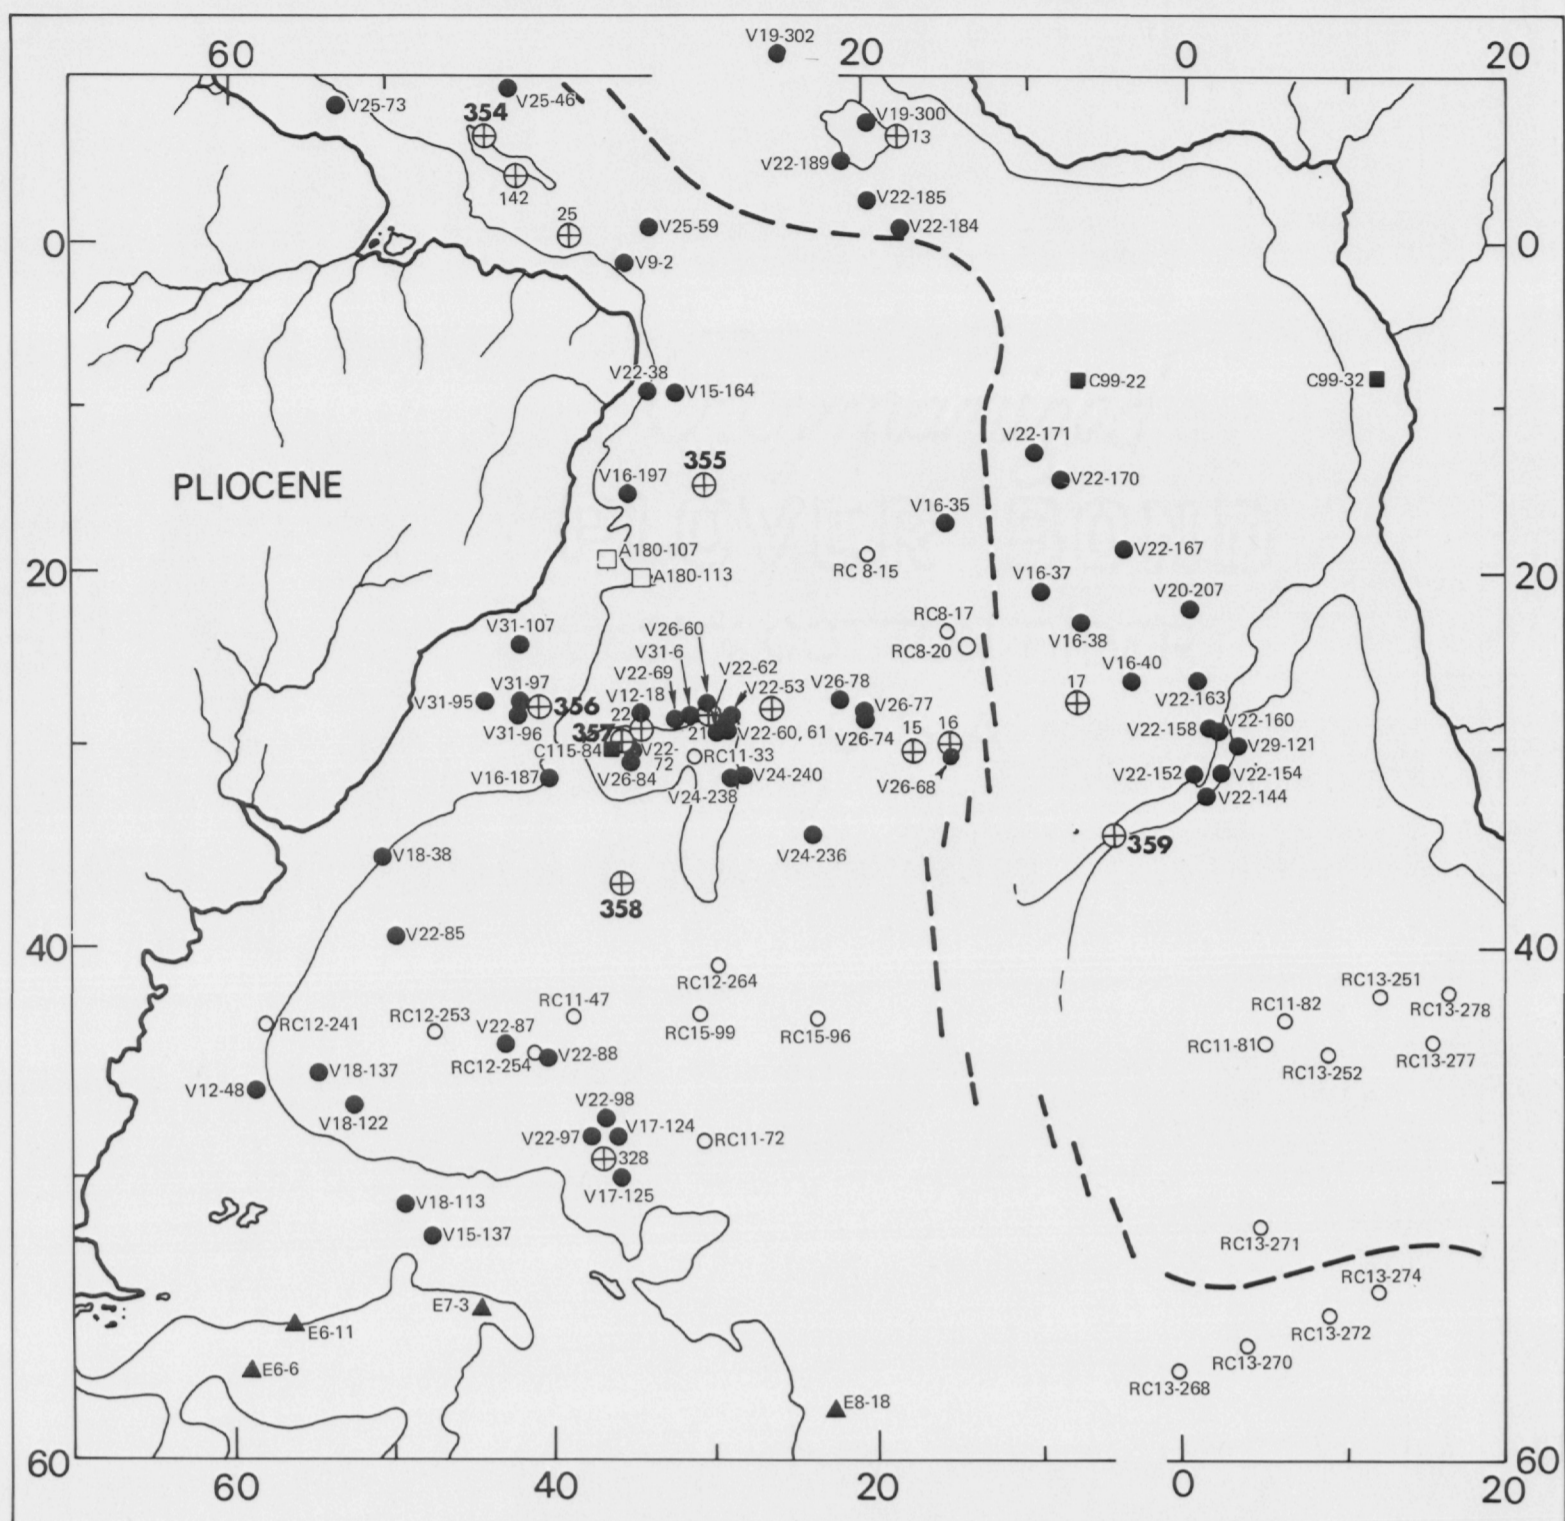 V19-302
60
20
0
20
V25-73
V25-46
354
V19-300
13
V22-189
142
V22-185
25
V25-59
V22-184
0
0
V9-2
V22-38
V15-164
C99-22
C99-32
V22-171
355
PLIOCENE
V16-197
V22-170
V16-35
A180-107
V22-167
20
RC 8-15
20
A180-113
V16-37
V20-207
RC8-17
V31-107
V26-60
V16-38
V31-6
RC8-20
V22-62
V16-40
V22-69
V22-53
V26-78
17
V31-97
V12-18
V22-163
V31-95
356
V26-77
22
V22-160
V31-96
357
21
V22-60, 61
V26-74
15
16
V22-158
V29-121
C115-84
V22-
72
RC11-33
V16-187
V26-84
V24-240
V22-152
V22-154
V26-68
V24-238
V22-144
359
V18-38
V24-236
358
V22-85
40
40
RC12-264
RC13-251
RC11-47
RC11-82
RC13-278
RC12-241
RC12-253
RC15-99
RC15-96
V22-87
RC11-81
RC12-254
V22-88
RC13-252
RC13-277
V18-137
V12-48
V22-98
V18-122
V22-97
V17-124
RC11-72
328
V17-125
V18-113
V15-137
RC13-271
RC13-274
E7-3
E6-11
RC13-272
E6-6
RC13-270
RC13-268
E8-18
60
60
60
40
20
0
20